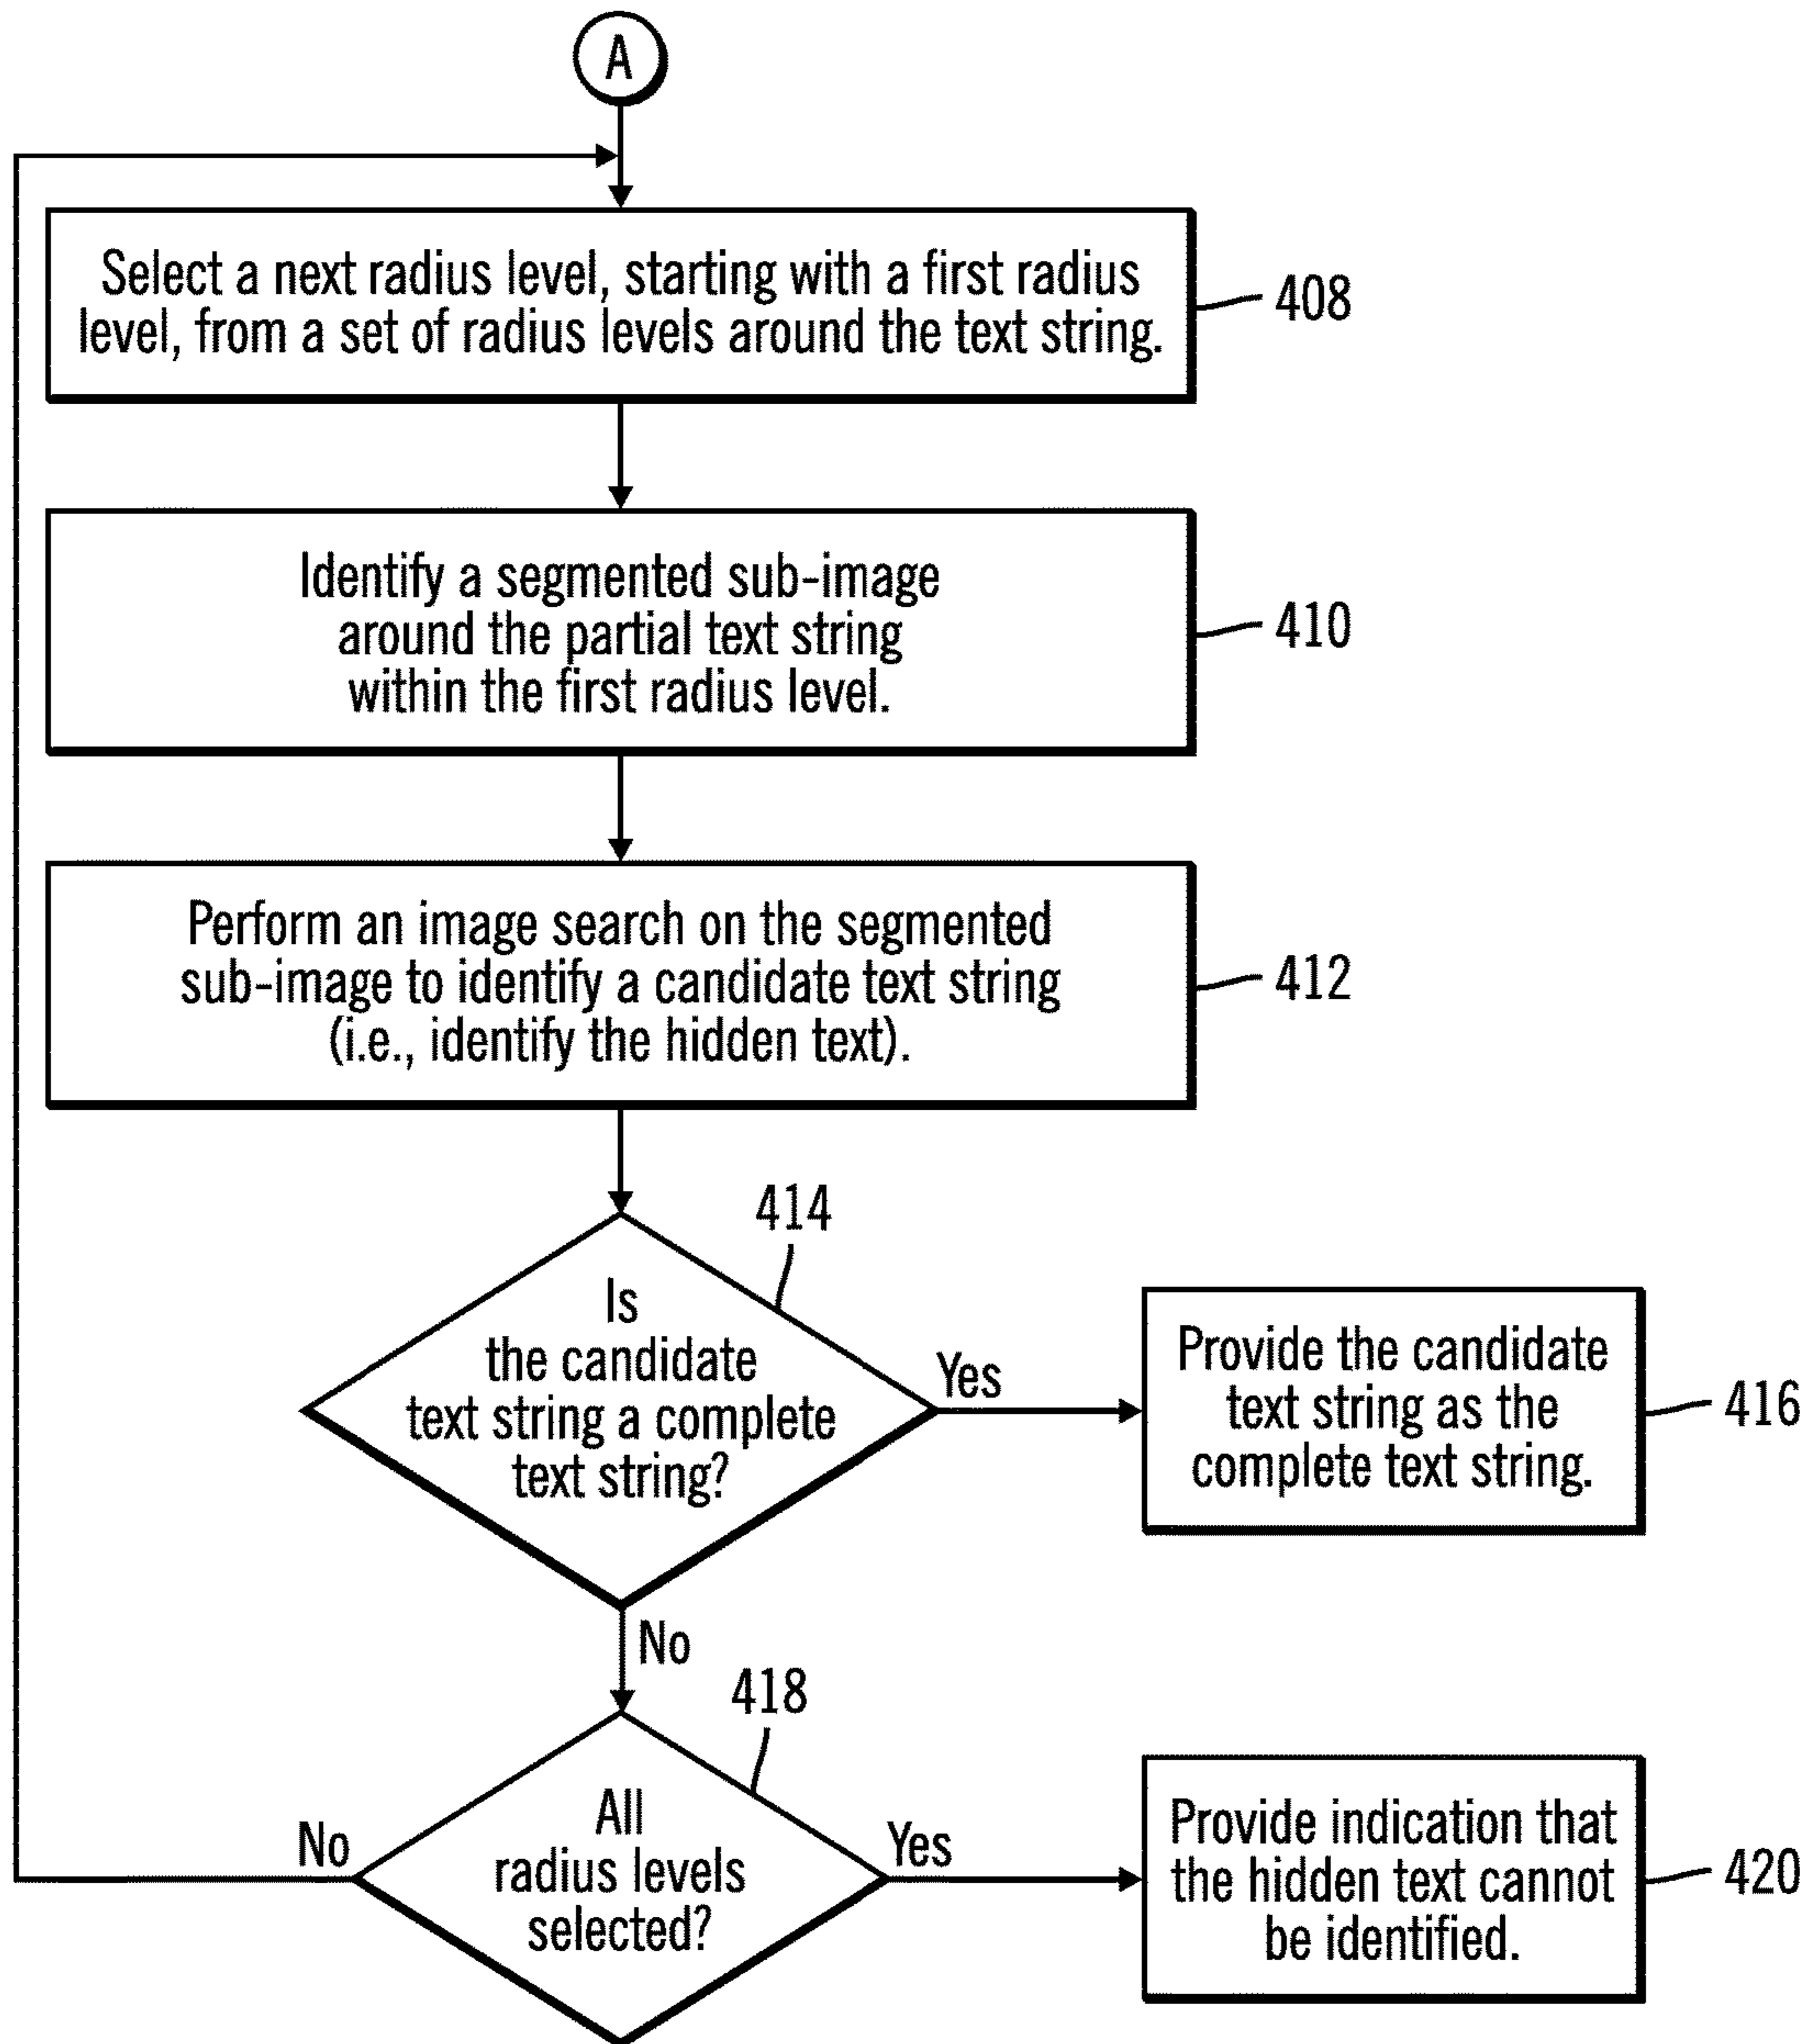 A
Select a next radius level, starting with a first radius
level, from a set of radius levels around the text string.
408
Identify a segmented sub-image
around the partial text string
within the first radius level.
410
Perform an image search on the segmented
sub-image to identify a candidate text string
(i.e., identify the hidden text).
412
414
Is
the candidate
text string a complete
text string?
Yes
Provide the candidate
text string as the
complete text string.
416
No
418
All
radius levels
selected?
No
Yes
Provide indication that
the hidden text cannot
be identified.
420